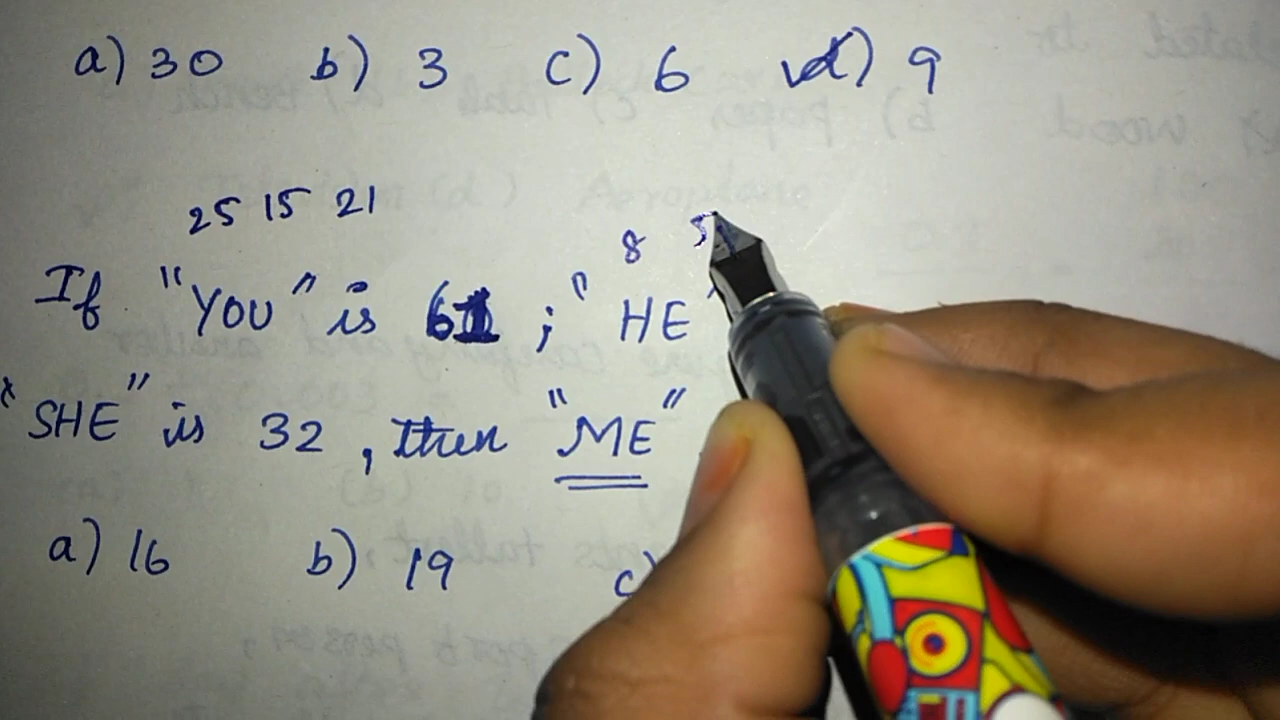 a) 30 b) 3 c) 6 d) 9
25 15 21
8 5
If "YOU" is 61 ; "HE"
"SHE" is 32, then "ME"
a) 16 b) 19 c)